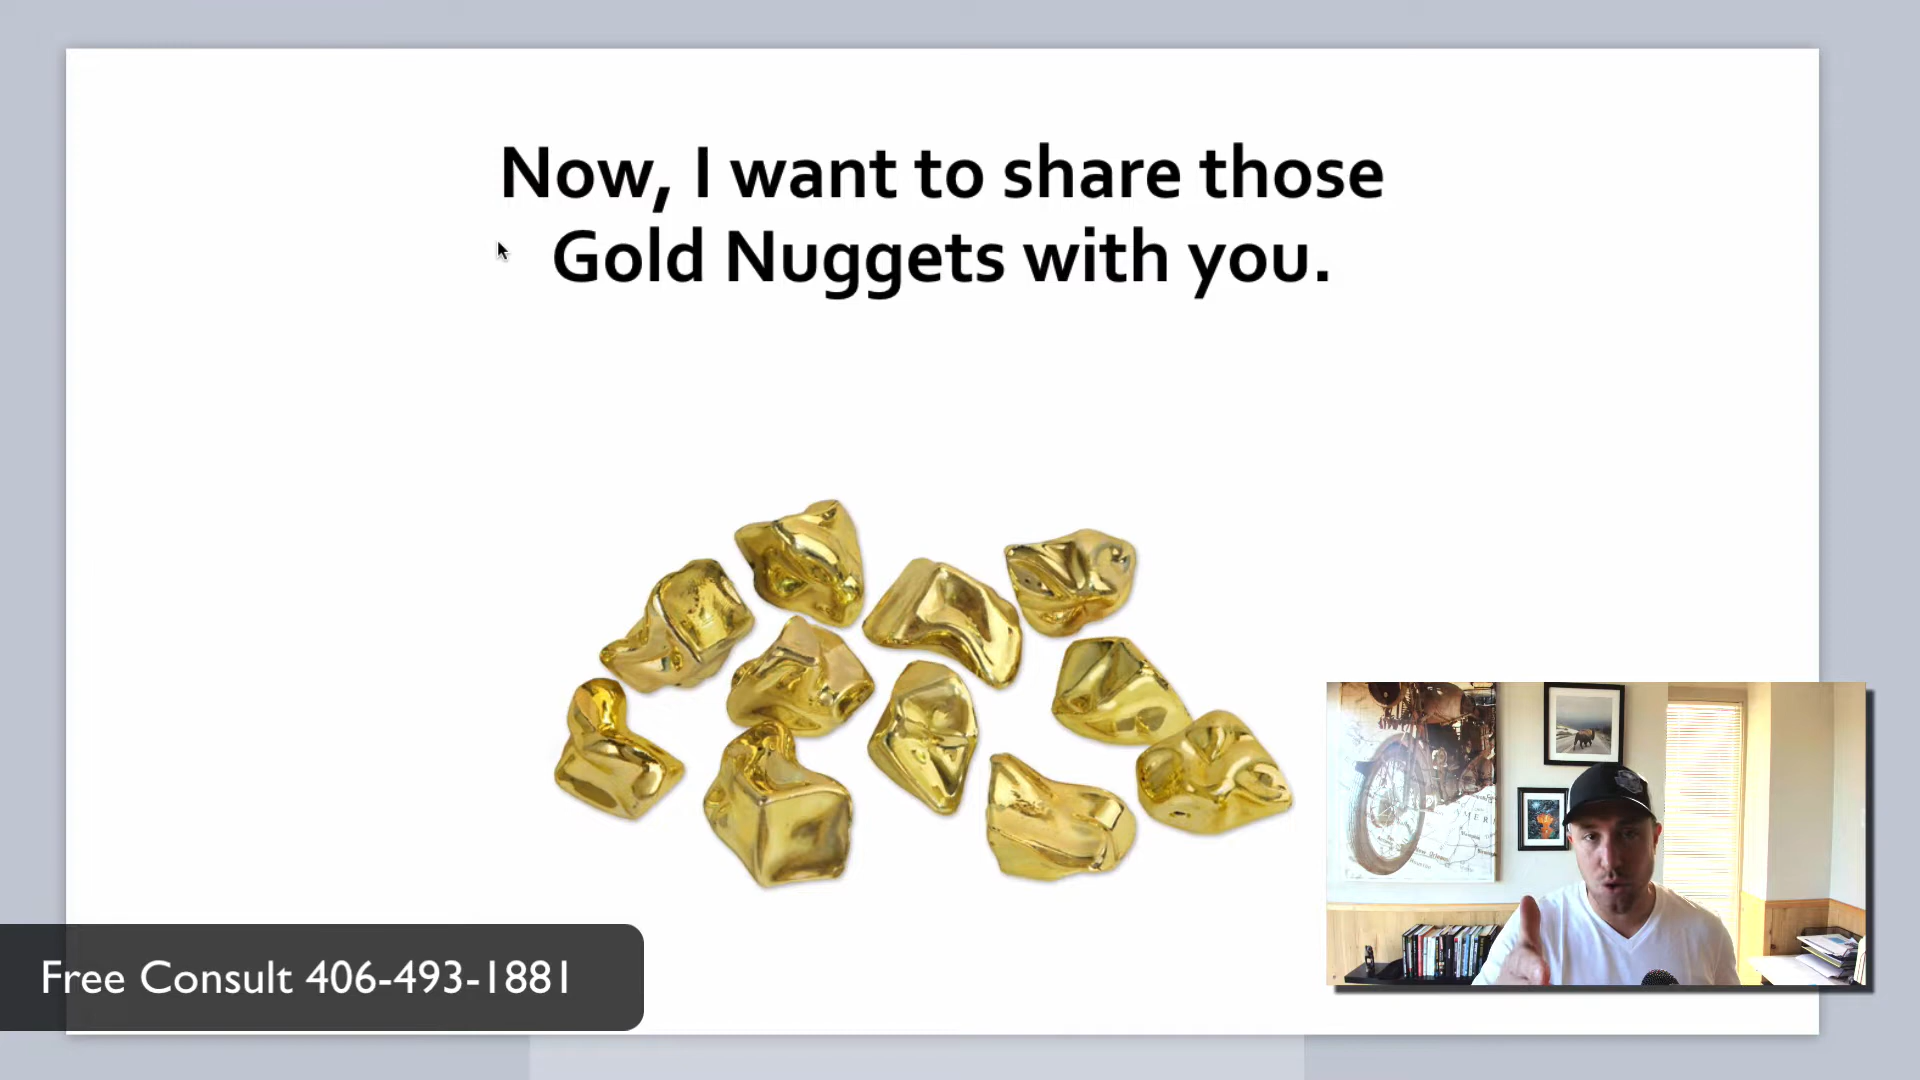 Now, I want to share those
Gold Nuggets with you.
Free Consult 406-493-1881